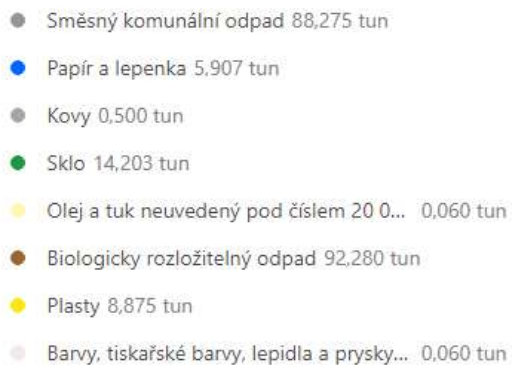 Směsný komunální odpad 88,275 tun
Papír a lepenka 5,907 tun
Kovy 0,500 tun
Sklo 14,203 tun
Olej a tuk neuvedený pod číslem 20 0... 0,060 tun
Biologicky rozložitelný odpad 92,280 tun
Plasty 8,875 tun
Barvy, tiskařské barvy, lepidla a prysky... 0,060 tun